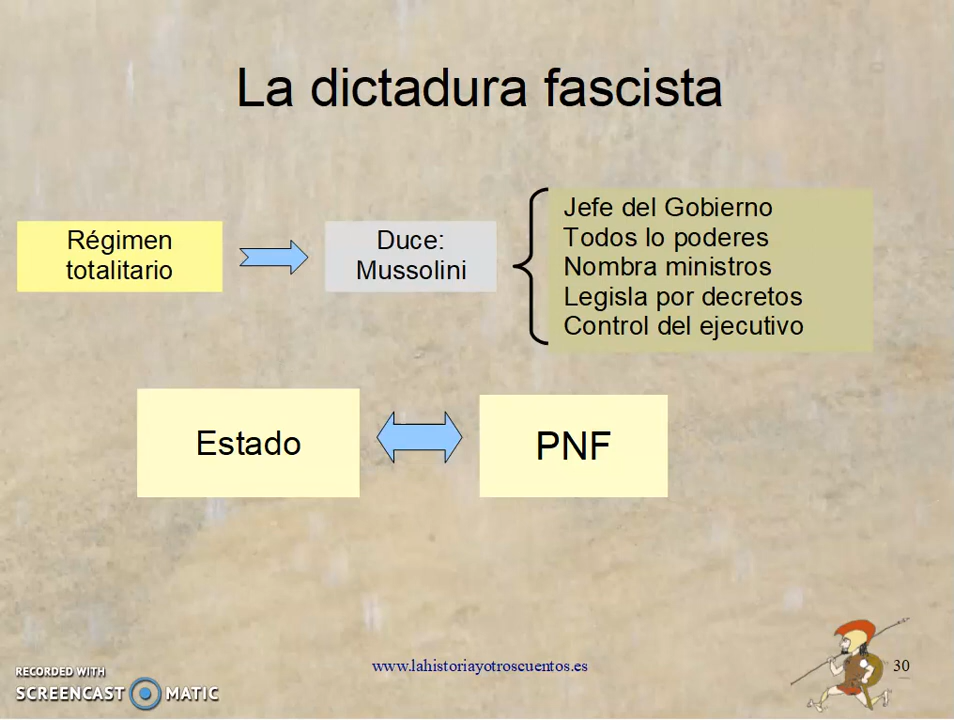 La dictadura fascista
Régimen
totalitario
Duce:
Mussolini
Jefe del Gobierno
Todos lo poderes
Nombra ministros
Legisla por decretos
Control del ejecutivo
Estado
PNF
RECORDED WITH
SCREENCAST MATIC
www.lahistoriayotroscuentos.es
30